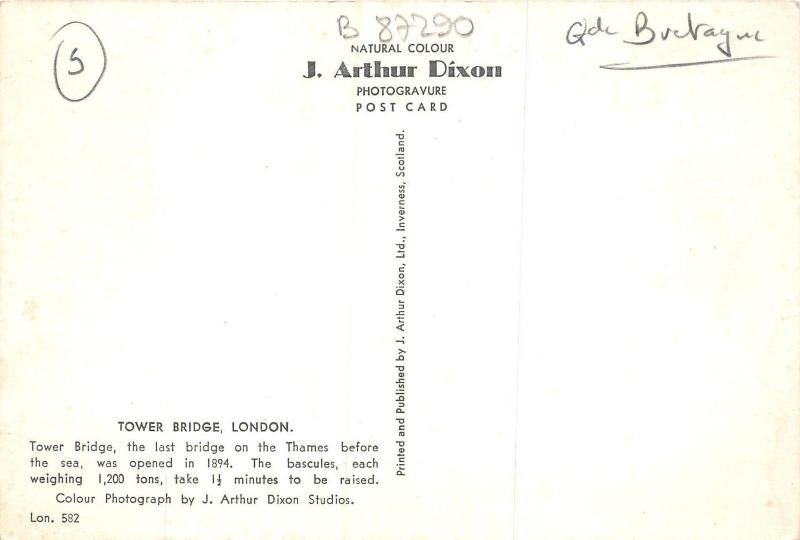 B 87290
Gde Bretagne
5
NATURAL COLOUR
J. Arthur Dixon
PHOTOGRAVURE
POST CARD
Printed and Published by J. Arthur Dixon, Ltd., Inverness, Scotland.
TOWER BRIDGE, LONDON.
Tower Bridge, the last bridge on the Thames before
the sea, was opened in 1894. The bascules, each
weighing 1,200 tons, take 1½ minutes to be raised.
Colour Photograph by J. Arthur Dixon Studios.
Lon. 582